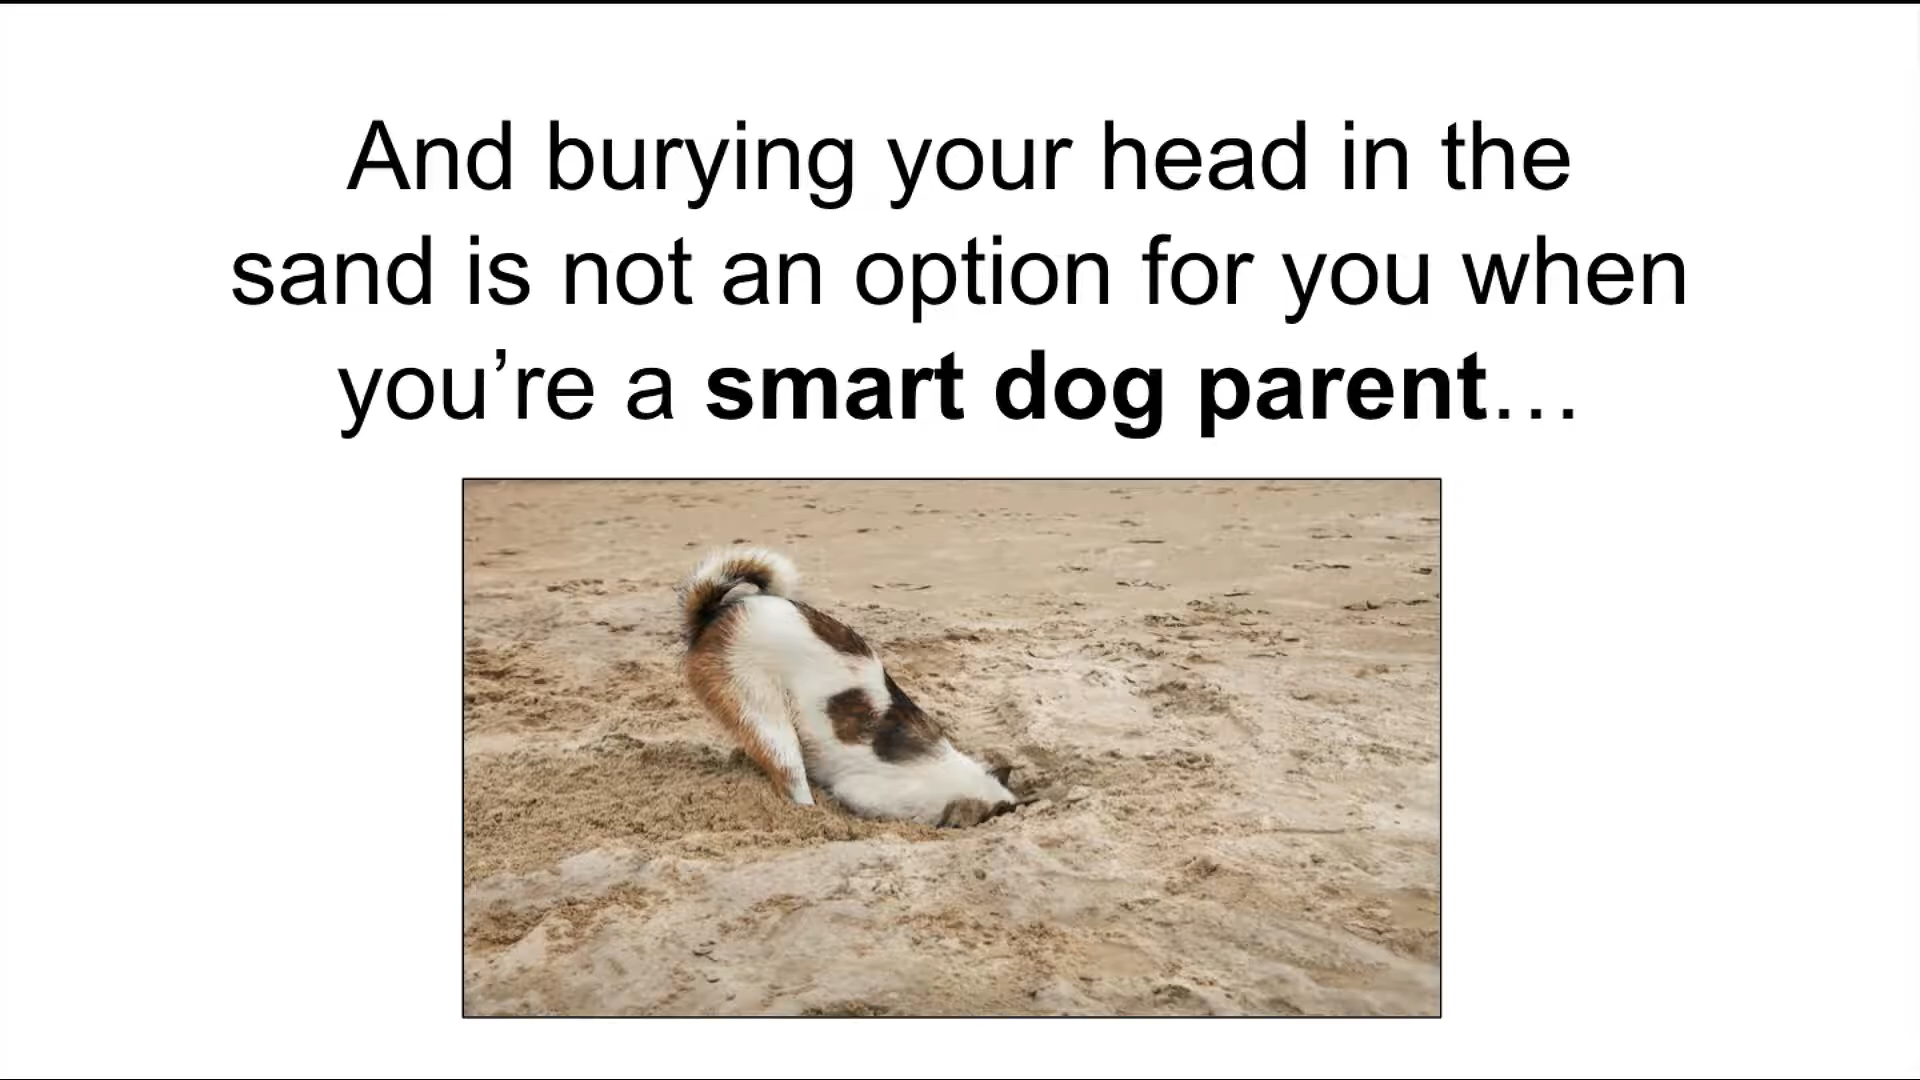 And burying your head in the
sand is not an option for you when
you’re a smart dog parent…